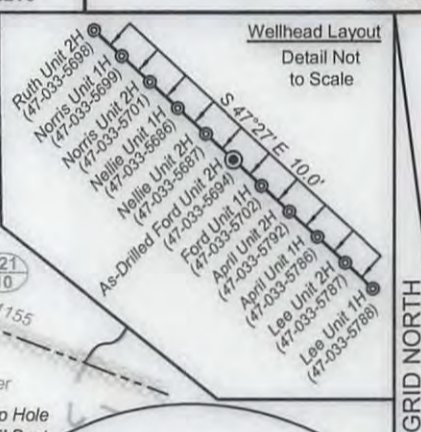 Wellhead Layout
Detail Not
to Scale
S 47°27' E 10.0'
Ruth Unit 2H
(47-033-5698)
Norris Unit 1H
(47-033-5699)
Norris Unit 2H
(47-033-5701)
Nellie Unit 1H
(47-033-5686)
Nellie Unit 2H
(47-033-5687)
As-Drilled Ford Unit 2H
(47-033-5694)
Ford Unit 1H
(47-033-5702)
April Unit 2H
(47-033-5792)
April Unit 1H
(47-033-5786)
Lee Unit 2H
(47-033-5787)
Lee Unit 1H
(47-033-5788)
GRID NORTH
21
10
1155
er
p Hole